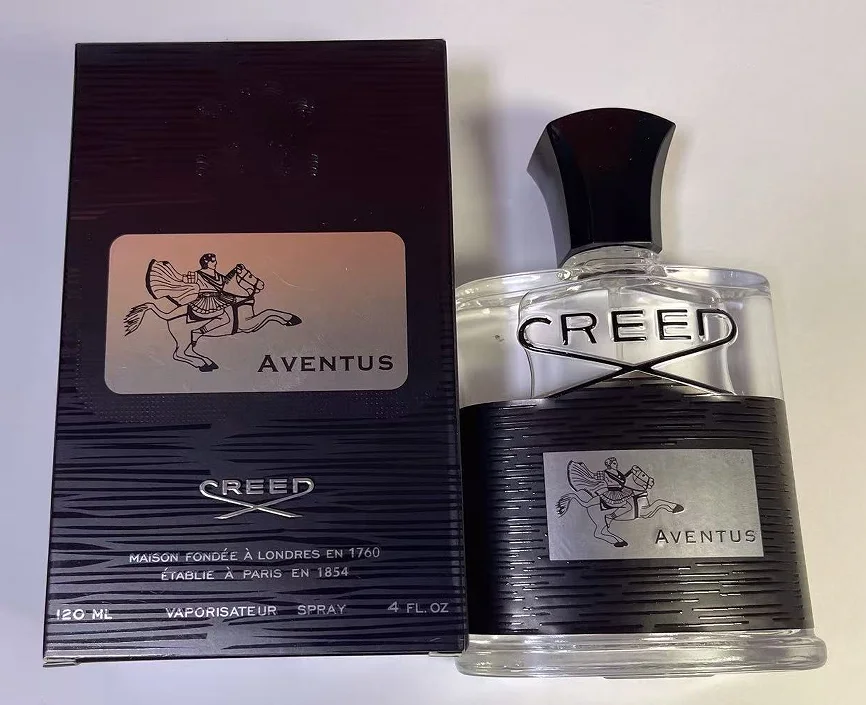 AVENTUS
CREED
MAISON FONDÉE À LONDRES EN 1760
ÉTABLIE À PARIS EN 1854
120 ML VAPORISATEUR SPRAY 4 FL. OZ
CREED
AVENTUS